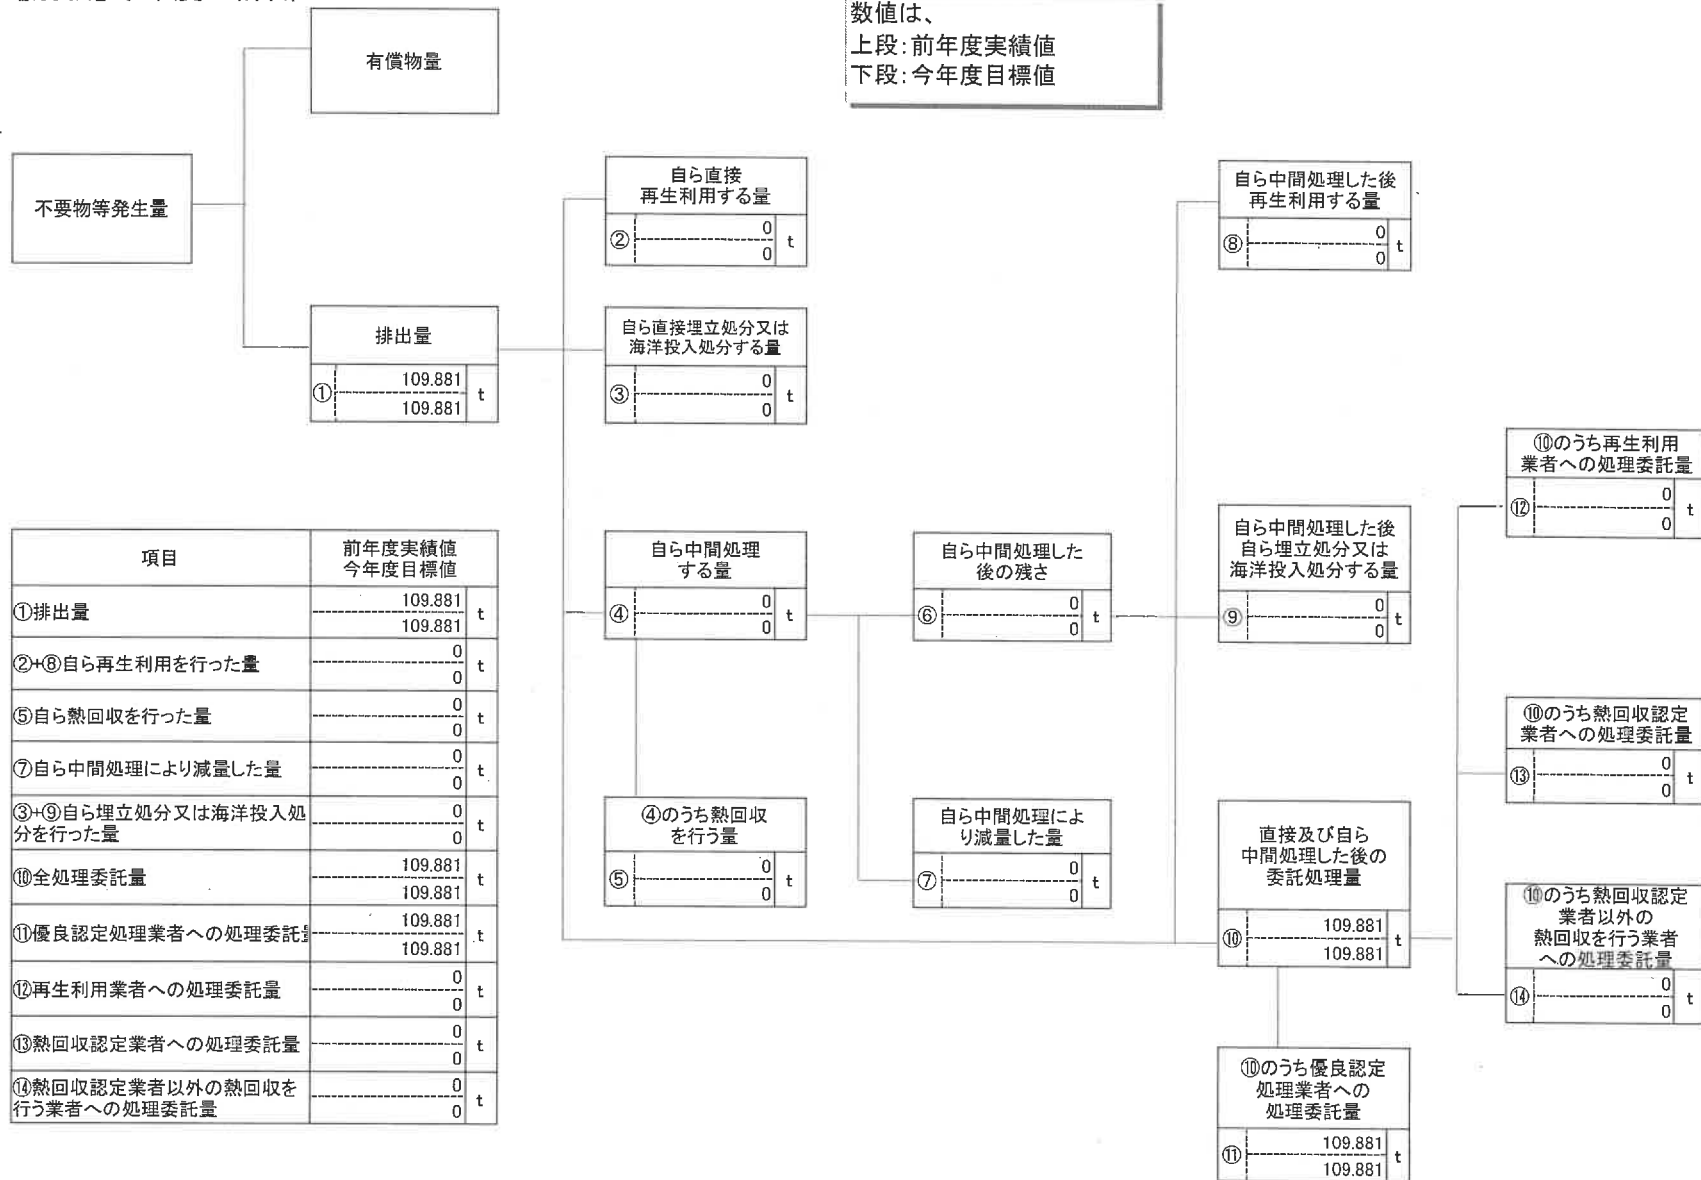 数値は、
上段:前年度実績値
下段:今年度目標値
有償物量
不要物等発生量
排出量
① 109.881 t
109.881
自ら直接
再生利用する量
② 0 t
0
自ら直接埋立処分又は
海洋投入処分する量
③ 0 t
0
自ら中間処理
する量
④ 0 t
0
④のうち熱回収
を行う量
⑤ 0 t
0
自ら中間処理した
後の残さ
⑥ 0 t
0
自ら中間処理によ
り減量した量
⑦ 0 t
0
自ら中間処理した後
再生利用する量
⑧ 0 t
0
自ら中間処理した後
自ら埋立処分又は
海洋投入処分する量
⑨ 0 t
0
直接及び自ら
中間処理した後の
委託処理量
⑩ 109.881 t
109.881
⑩のうち優良認定
処理業者への
処理委託量
⑪ 109.881 t
109.881
⑩のうち再生利用
業者への処理委託量
⑫ 0 t
0
⑩のうち熱回収認定
業者への処理委託量
⑬ 0 t
0
⑩のうち熱回収認定
業者以外の
熱回収を行う業者
への処理委託量
⑭ 0 t
0
項目 前年度実績値
今年度目標値
①排出量 109.881 t
109.881
②+⑧自ら再生利用を行った量 0 t
0
⑤自ら熱回収を行った量 0 t
0
⑦自ら中間処理により減量した量 0 t
0
③+⑨自ら埋立処分又は海洋投入処
分を行った量 0 t
0
⑩全処理委託量 109.881 t
109.881
⑪優良認定処理業者への処理委託 109.881 t
109.881
⑫再生利用業者への処理委託量 0 t
0
⑬熱回収認定業者への処理委託量 0 t
0
⑭熱回収認定業者以外の熱回収を
行う業者への処理委託量 0 t
0